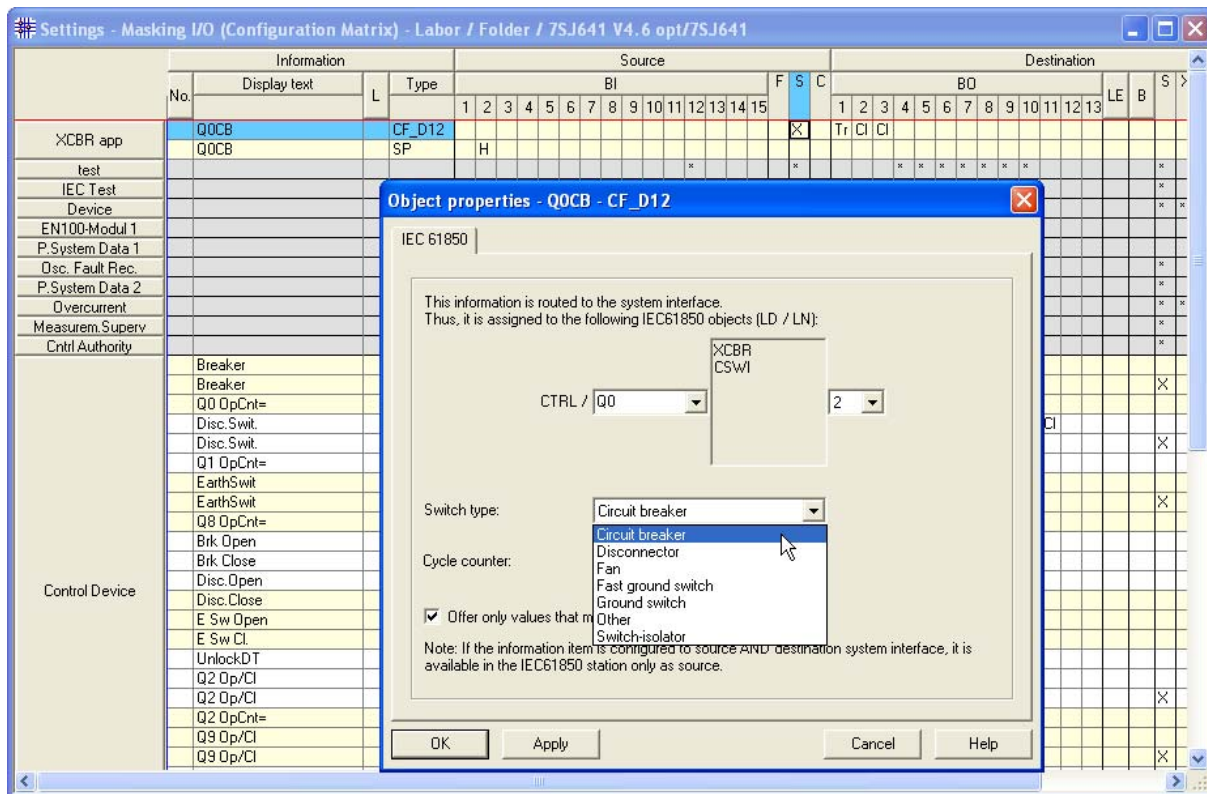 Settings - Masking I/O (Configuration Matrix) - Labor / Folder / 7SJ641 V4.6 opt/7SJ641
Information Source Destination
No. Display text L Type BI F S C BO LE B S X
1 2 3 4 5 6 7 8 9 10 11 12 13 14 15 1 2 3 4 5 6 7 8 9 10 11 12 13
XCBR app
Q0CB CF_D12 X Tr Cl Cl
Q0CB SP H
test * * * * * * * * * *
IEC Test *
Device * *
EN100-Modul 1
P.System Data 1
Osc. Fault Rec. *
P.System Data 2 *
Overcurrent * *
Measurem.Superv *
Cntrl Authority *
Control Device
Breaker
Breaker X
Q0 OpCnt=
Disc.Swit. Cl
Disc.Swit. X
Q1 OpCnt=
EarthSwit
EarthSwit X
Q8 OpCnt=
Brk Open
Brk Close
Disc.Open
Disc.Close
E Sw Open
E Sw Cl.
UnlockDT
Q2 Op/Cl
Q2 Op/Cl X
Q2 OpCnt=
Q9 Op/Cl
Q9 Op/Cl X
Object properties - Q0CB - CF_D12
IEC 61850
This information is routed to the system interface.
Thus, it is assigned to the following IEC61850 objects (LD / LN):
XCBR
CSWI
CTRL / Q0 2
Switch type: Circuit breaker
Circuit breaker
Disconnector
Fan
Fast ground switch
Ground switch
Other
Switch-isolator
Cycle counter:
Offer only values that m
Note: If the information item is configured to source AND destination system interface, it is
available in the IEC61850 station only as source.
OK Apply Cancel Help